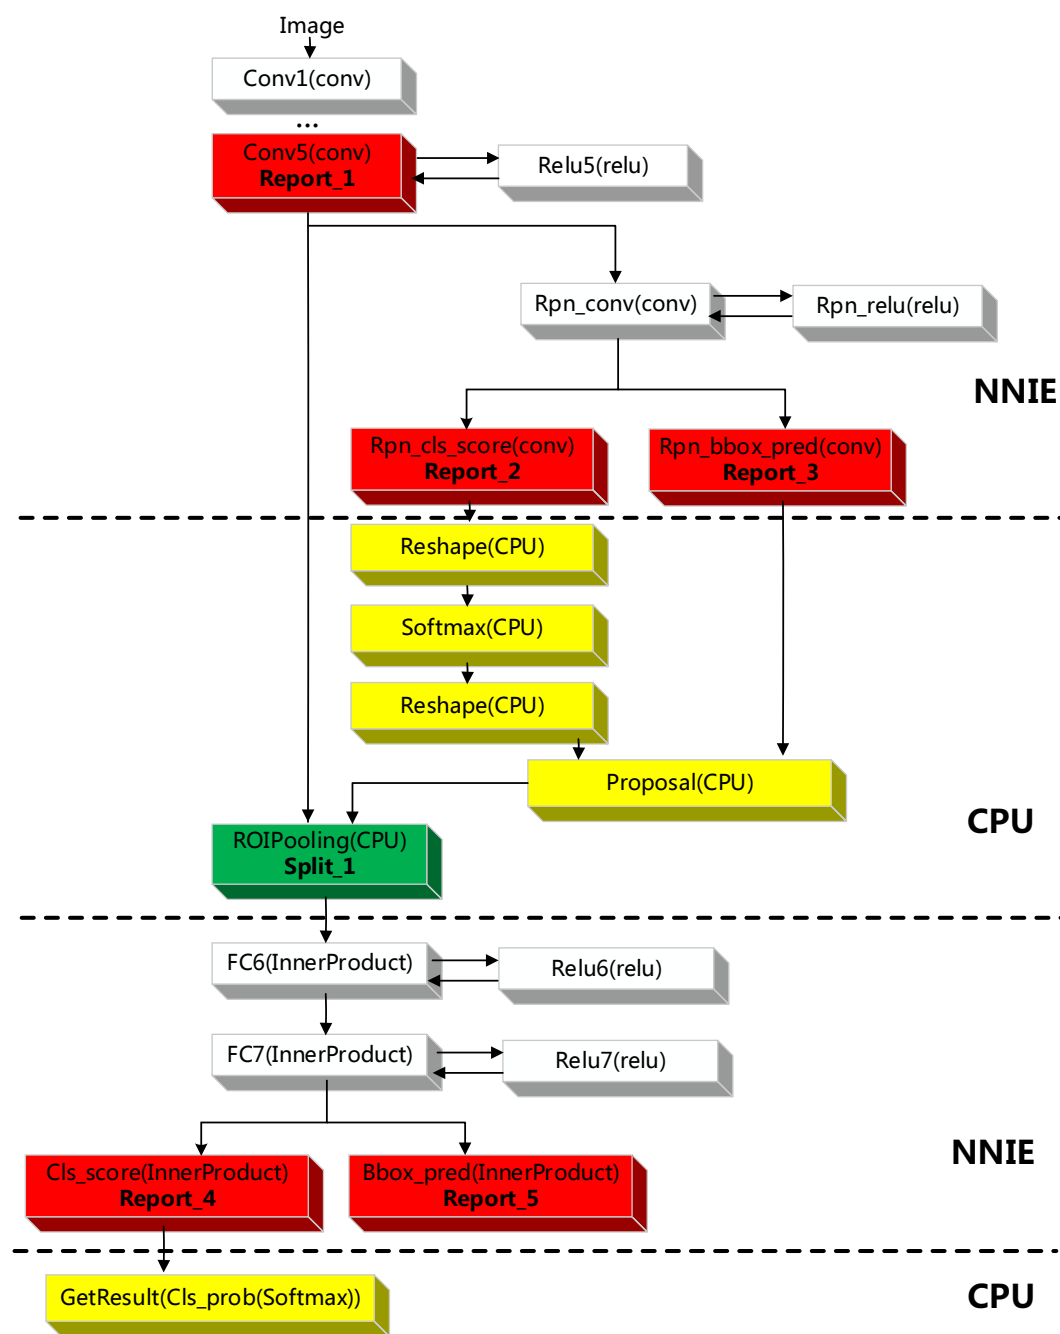 Image
Conv1(conv)
...
Conv5(conv)
Report_1
Relu5(relu)
Rpn_conv(conv)
Rpn_relu(relu)
NNIE
Rpn_cls_score(conv)
Report_2
Rpn_bbox_pred(conv)
Report_3
Reshape(CPU)
Softmax(CPU)
Reshape(CPU)
Proposal(CPU)
CPU
ROIPooling(CPU)
Split_1
FC6(InnerProduct)
Relu6(relu)
FC7(InnerProduct)
Relu7(relu)
NNIE
Cls_score(InnerProduct)
Report_4
Bbox_pred(InnerProduct)
Report_5
GetResult(Cls_prob(Softmax))
CPU